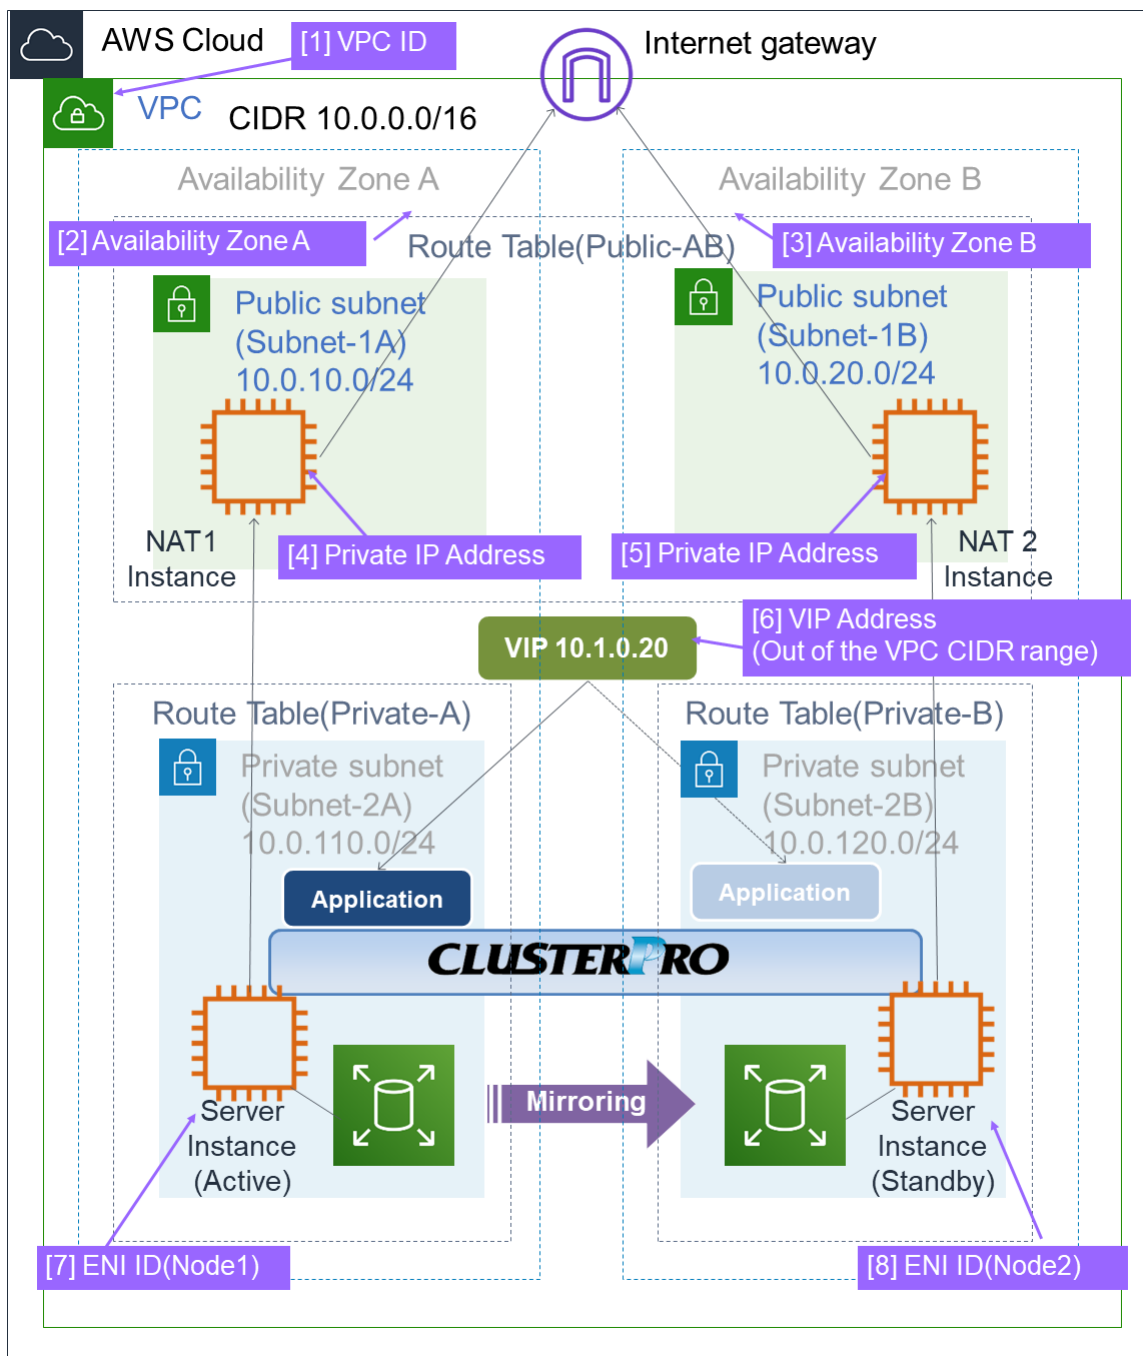 AWS Cloud
[1] VPC ID
Internet gateway
VPC
CIDR 10.0.0.0/16
Availability Zone A
Availability Zone B
[2] Availability Zone A
Route Table(Public-AB)
[3] Availability Zone B
Public subnet
(Subnet-1A)
10.0.10.0/24
Public subnet
(Subnet-1B)
10.0.20.0/24
NAT1
Instance
[4] Private IP Address
[5] Private IP Address
NAT 2
Instance
VIP 10.1.0.20
[6] VIP Address
(Out of the VPC CIDR range)
Route Table(Private-A)
Route Table(Private-B)
Private subnet
(Subnet-2A)
10.0.110.0/24
Private subnet
(Subnet-2B)
10.0.120.0/24
Application
Application
CLUSTERPRO
Mirroring
Server
Instance
(Active)
Server
Instance
(Standby)
[7] ENI ID(Node1)
[8] ENI ID(Node2)